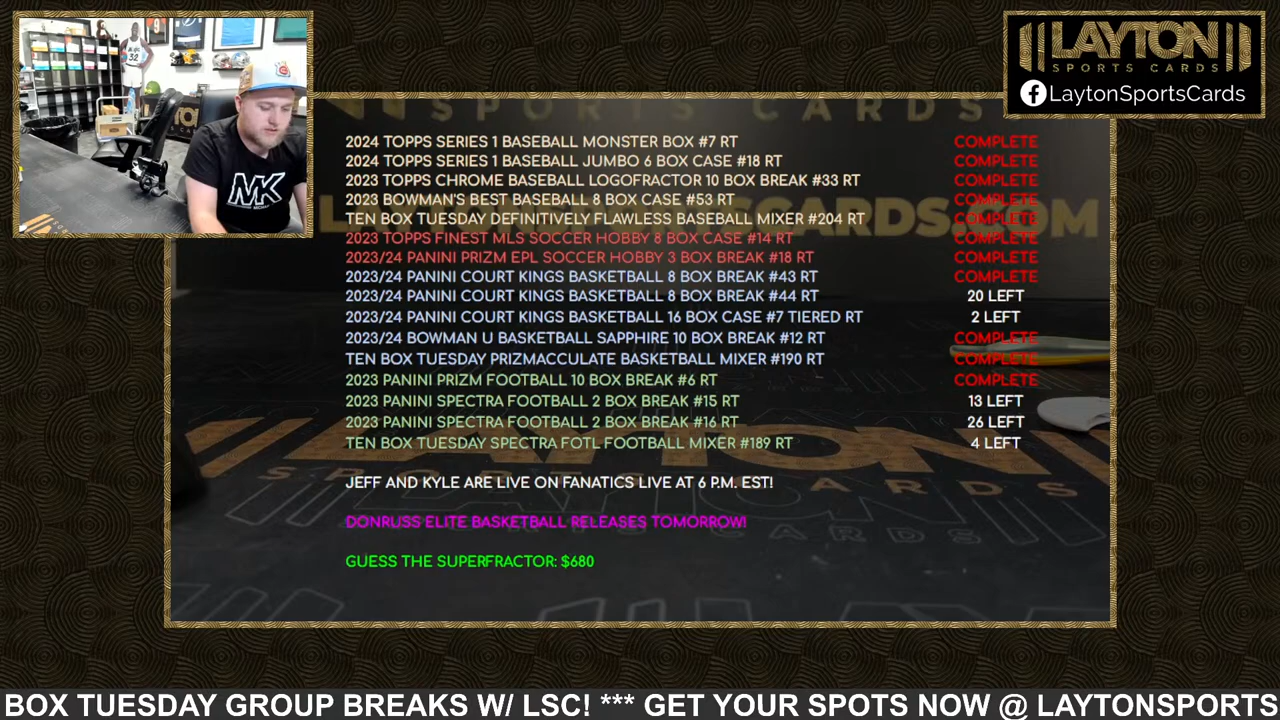 LAYTON
SPORTS CARDS
LaytonSportsCards
SPORTS CARDS
2024 TOPPS SERIES 1 BASEBALL MONSTER BOX #7 RT COMPLETE
2024 TOPPS SERIES 1 BASEBALL JUMBO 6 BOX CASE #18 RT COMPLETE
2023 TOPPS CHROME BASEBALL LOGOFRACTOR 10 BOX BREAK #33 RT COMPLETE
2023 BOWMAN'S BEST BASEBALL 8 BOX CASE #53 RT COMPLETE
TEN BOX TUESDAY DEFINITIVELY FLAWLESS BASEBALL MIXER #204 RT COMPLETE
2023 TOPPS FINEST MLS SOCCER HOBBY 8 BOX CASE #14 RT COMPLETE
2023/24 PANINI PRIZM EPL SOCCER HOBBY 3 BOX BREAK #18 RT COMPLETE
2023/24 PANINI COURT KINGS BASKETBALL 8 BOX BREAK #43 RT COMPLETE
2023/24 PANINI COURT KINGS BASKETBALL 8 BOX BREAK #44 RT 20 LEFT
2023/24 PANINI COURT KINGS BASKETBALL 16 BOX CASE #7 TIERED RT 2 LEFT
2023/24 BOWMAN U BASKETBALL SAPPHIRE 10 BOX BREAK #12 RT COMPLETE
TEN BOX TUESDAY PRIZMACCULATE BASKETBALL MIXER #190 RT COMPLETE
2023 PANINI PRIZM FOOTBALL 10 BOX BREAK #6 RT COMPLETE
2023 PANINI SPECTRA FOOTBALL 2 BOX BREAK #15 RT 13 LEFT
2023 PANINI SPECTRA FOOTBALL 2 BOX BREAK #16 RT 26 LEFT
TEN BOX TUESDAY SPECTRA FOTL FOOTBALL MIXER #189 RT 4 LEFT
JEFF AND KYLE ARE LIVE ON FANATICS LIVE AT 6 P.M. EST!
DONRUSS ELITE BASKETBALL RELEASES TOMORROW!
GUESS THE SUPERFRACTOR: $680
MK
32
BOX TUESDAY GROUP BREAKS W/ LSC! *** GET YOUR SPOTS NOW @ LAYTONSPORTS